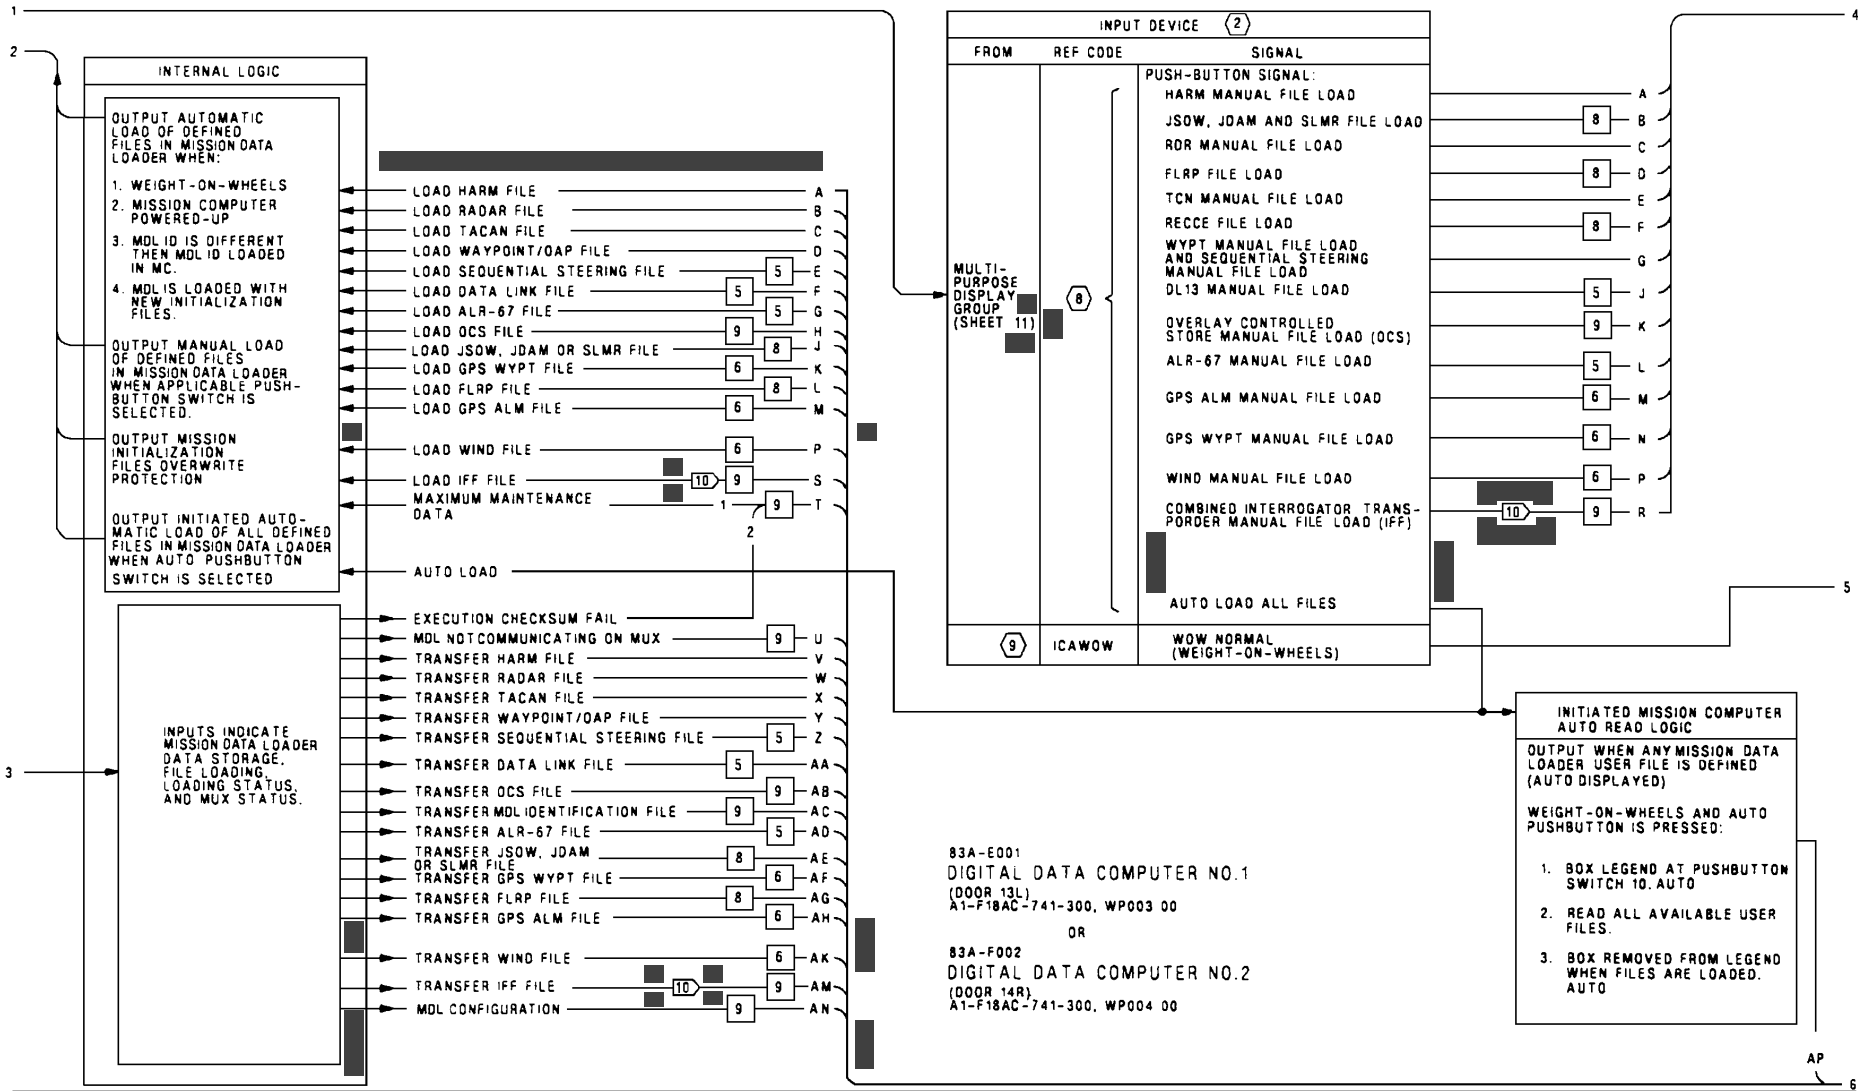 1
2
INTERNAL LOGIC
OUTPUT AUTOMATIC
LOAD OF DEFINED
FILES IN MISSION DATA
LOADER WHEN:
1. WEIGHT-ON-WHEELS
2. MISSION COMPUTER
POWERED-UP
3. MDL ID IS DIFFERENT
THEN MDL ID LOADED
IN MC.
4. MDL IS LOADED WITH
NEW INITIALIZATION
FILES.
OUTPUT MANUAL LOAD
OF DEFINED FILES
IN MISSION DATA LOADER
WHEN APPLICABLE PUSH-
BUTTON SWITCH IS
SELECTED.
OUTPUT MISSION
INITIALIZATION
FILES OVERWRITE
PROTECTION
OUTPUT INITIATED AUTO-
MATIC LOAD OF ALL DEFINED
FILES IN MISSION DATA LOADER
WHEN AUTO PUSHBUTTON
SWITCH IS SELECTED
LOAD HARM FILE A
LOAD RADAR FILE B
LOAD TACAN FILE C
LOAD WAYPOINT/OAP FILE D
LOAD SEQUENTIAL STEERING FILE 5 E
LOAD DATA LINK FILE 5 F
LOAD ALR-67 FILE 5 G
LOAD OCS FILE 9 H
LOAD JSOW, JDAM OR SLMR FILE 8 J
LOAD GPS WYPT FILE 6 K
LOAD FLRP FILE 8 L
LOAD GPS ALM FILE 6 M
LOAD WIND FILE 6 P
LOAD IFF FILE 10 9 S
MAXIMUM MAINTENANCE
DATA 1 9 T
2
AUTO LOAD
3
INPUTS INDICATE
MISSION DATA LOADER
DATA STORAGE,
FILE LOADING,
LOADING STATUS,
AND MUX STATUS.
EXECUTION CHECKSUM FAIL
MDL NOT COMMUNICATING ON MUX 9 U
TRANSFER HARM FILE V
TRANSFER RADAR FILE W
TRANSFER TACAN FILE X
TRANSFER WAYPOINT/OAP FILE Y
TRANSFER SEQUENTIAL STEERING FILE 5 Z
TRANSFER DATA LINK FILE 5 AA
TRANSFER OCS FILE 9 AB
TRANSFER MDL IDENTIFICATION FILE 9 AC
TRANSFER ALR-67 FILE 5 AD
TRANSFER JSOW, JDAM
OR SLMR FILE 8 AE
TRANSFER GPS WYPT FILE 6 AF
TRANSFER FLRP FILE 8 AG
TRANSFER GPS ALM FILE 6 AH
TRANSFER WIND FILE 6 AK
TRANSFER IFF FILE 10 9 AM
MDL CONFIGURATION 9 AN
INPUT DEVICE 2
FROM REF CODE SIGNAL
MULTI-
PURPOSE
DISPLAY
GROUP
(SHEET 11)
8
PUSH-BUTTON SIGNAL:
HARM MANUAL FILE LOAD A
JSOW, JDAM AND SLMR FILE LOAD 8 B
RDR MANUAL FILE LOAD C
FLRP FILE LOAD 8 D
TCN MANUAL FILE LOAD E
RECCE FILE LOAD 8 F
WYPT MANUAL FILE LOAD
AND SEQUENTIAL STEERING
MANUAL FILE LOAD G
DL13 MANUAL FILE LOAD 5 J
OVERLAY CONTROLLED
STORE MANUAL FILE LOAD (OCS) 9 K
ALR-67 MANUAL FILE LOAD 5 L
GPS ALM MANUAL FILE LOAD 6 M
GPS WYPT MANUAL FILE LOAD 6 N
WIND MANUAL FILE LOAD 6 P
COMBINED INTERROGATOR TRANS-
PORDER MANUAL FILE LOAD (IFF) 10 9 R
AUTO LOAD ALL FILES
9 ICAWOW WOW NORMAL
(WEIGHT-ON-WHEELS)
4
5
INITIATED MISSION COMPUTER
AUTO READ LOGIC
OUTPUT WHEN ANY MISSION DATA
LOADER USER FILE IS DEFINED
(AUTO DISPLAYED)
WEIGHT-ON-WHEELS AND AUTO
PUSHBUTTON IS PRESSED:
1. BOX LEGEND AT PUSHBUTTON
SWITCH 10. AUTO
2. READ ALL AVAILABLE USER
FILES.
3. BOX REMOVED FROM LEGEND
WHEN FILES ARE LOADED.
AUTO
83A-E001
DIGITAL DATA COMPUTER NO.1
(DOOR 13L)
A1-F18AC-741-300, WP003 00
OR
83A-F002
DIGITAL DATA COMPUTER NO.2
(DOOR 14R)
A1-F18AC-741-300, WP004 00
AP
6